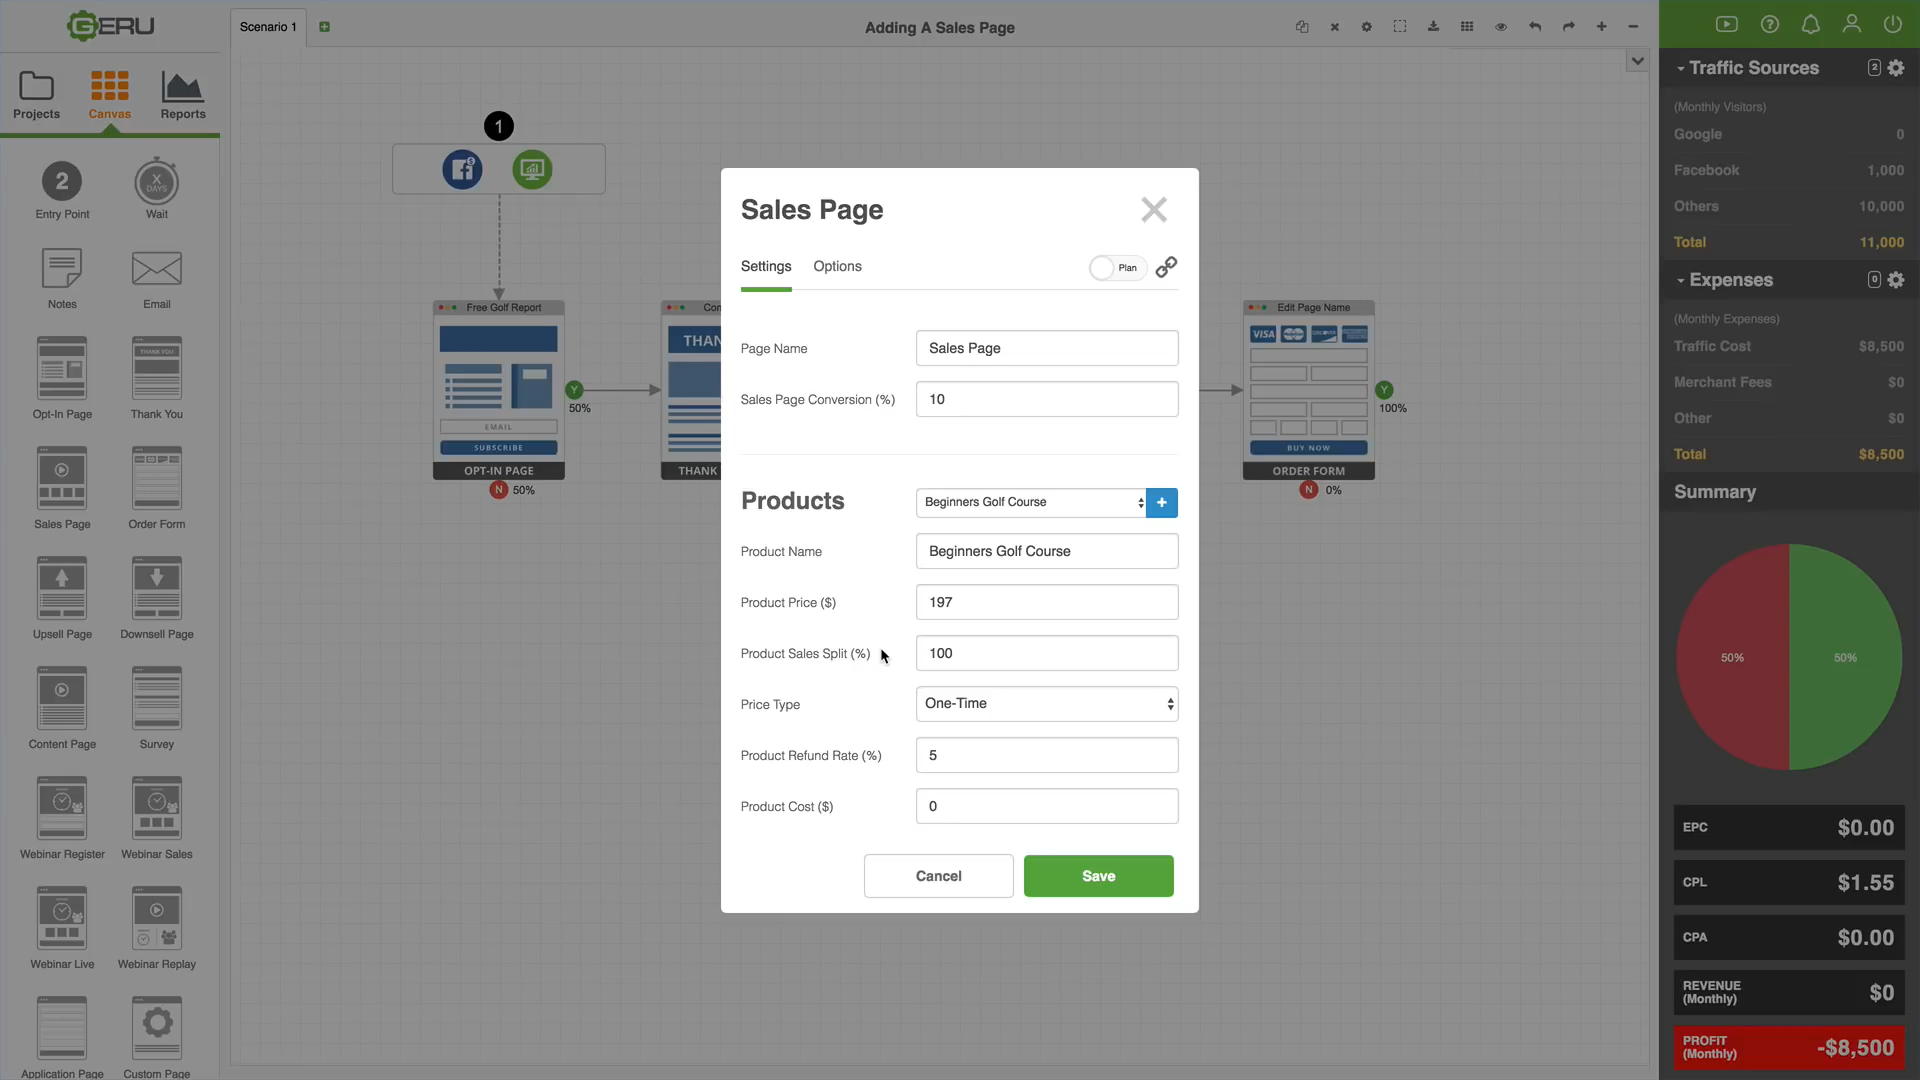 GERU
Scenario 1
Adding A Sales Page
Projects
Canvas
Reports
2
Entry Point
X
DAYS
Wait
Notes
Email
Opt-In Page
THANK YOU
Thank You
Sales Page
Order Form
Upsell Page
Downsell Page
Content Page
Survey
Webinar Register
Webinar Sales
Webinar Live
Webinar Replay
Application Page
Custom Page
1
Free Golf Report
EMAIL
SUBSCRIBE
OPT-IN PAGE
Y
50%
N
50%
Con
THAN
THANK
Edit Page Name
VISA
DISCOVER
BUY NOW
ORDER FORM
Y
100%
N
0%
Sales Page
Settings
Options
Plan
Page Name
Sales Page
Sales Page Conversion (%)
10
Products
Beginners Golf Course
+
Product Name
Beginners Golf Course
Product Price ($)
197
Product Sales Split (%)
100
Price Type
One-Time
Product Refund Rate (%)
5
Product Cost ($)
0
Cancel
Save
Traffic Sources
2
(Monthly Visitors)
Google 0
Facebook 1,000
Others 10,000
Total 11,000
Expenses
0
(Monthly Expenses)
Traffic Cost $8,500
Merchant Fees $0
Other $0
Total $8,500
Summary
50%
50%
EPC $0.00
CPL $1.55
CPA $0.00
REVENUE
(Monthly)
$0
PROFIT
(Monthly)
-$8,500